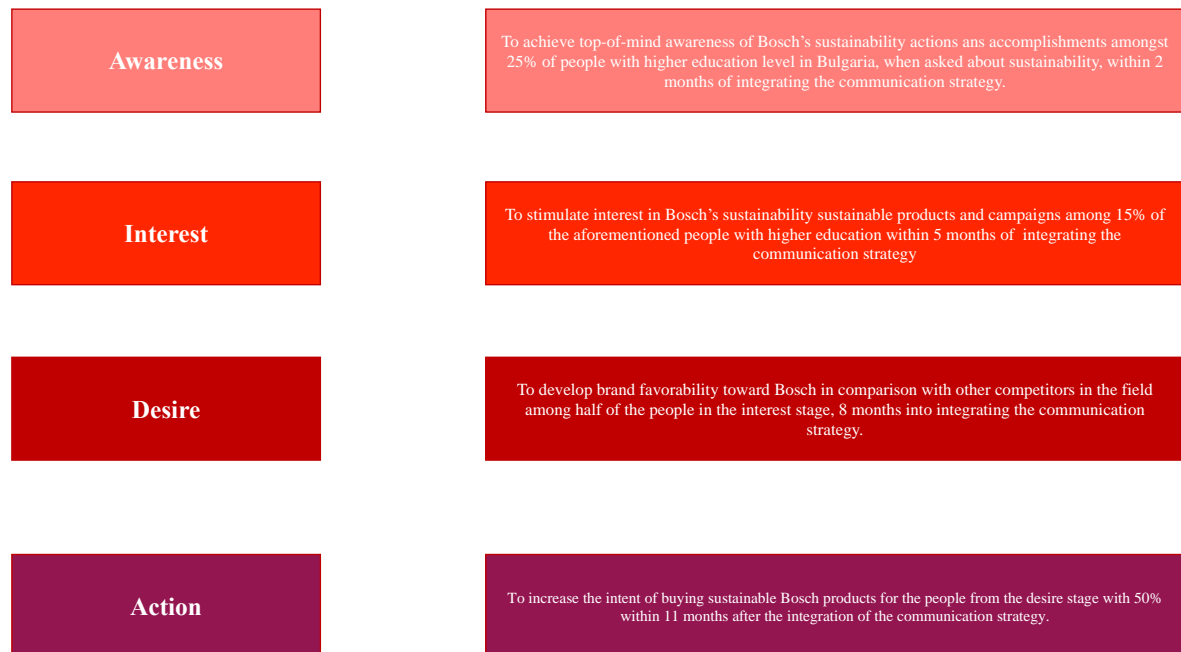 Awareness
To achieve top-of-mind awareness of Bosch’s sustainability actions ans accomplishments amongst
25% of people with higher education level in Bulgaria, when asked about sustainability, within 2
months of integrating the communication strategy.
Interest
To stimulate interest in Bosch’s sustainability sustainable products and campaigns among 15% of
the aforementioned people with higher education within 5 months of  integrating the
communication strategy
Desire
To develop brand favorability toward Bosch in comparison with other competitors in the field
among half of the people in the interest stage, 8 months into integrating the communication
strategy.
Action
To increase the intent of buying sustainable Bosch products for the people from the desire stage with 50%
within 11 months after the integration of the communication strategy.